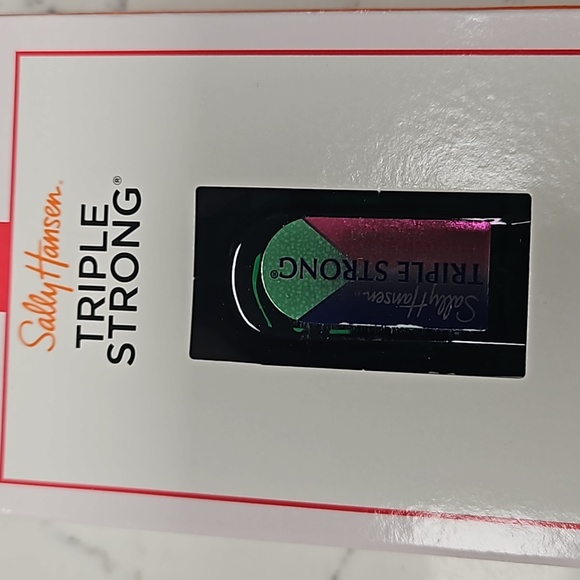 Sally Hansen.
TRIPLE
STRONG®
Sally Hansen
TRIPLE STRONG®